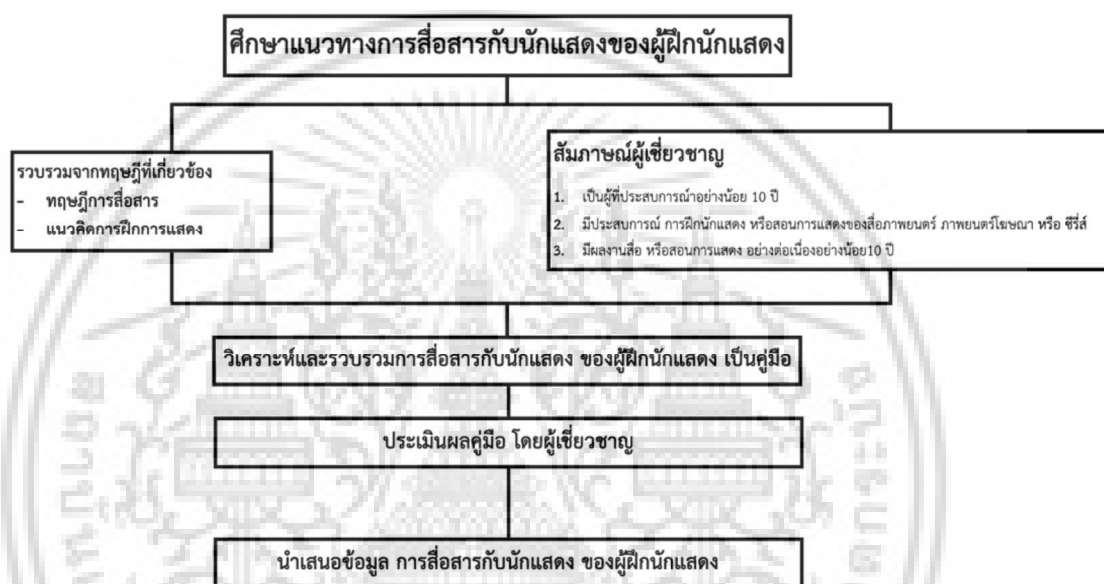 ศึกษาแนวทางการสื่อสารกับนักแสดงของผู้ฝึกนักแสดง
รวบรวมจากทฤษฎีที่เกี่ยวข้อง
- ทฤษฎีการสื่อสาร
- แนวคิดการฝึกการแสดง
สัมภาษณ์ผู้เชี่ยวชาญ
1. เป็นผู้ที่ประสบการณ์อย่างน้อย 10 ปี
2. มีประสบการณ์ การฝึกนักแสดง หรือสอนการแสดงของสื่อภาพยนตร์ ภาพยนตร์โฆษณา หรือ ซีรี่ส์
3. มีผลงานสื่อ หรือสอนการแสดง อย่างต่อเนื่องอย่างน้อย10 ปี
วิเคราะห์และรวบรวมการสื่อสารกับนักแสดง ของผู้ฝึกนักแสดง เป็นคู่มือ
ประเมินผลคู่มือ โดยผู้เชี่ยวชาญ
นำเสนอข้อมูล การสื่อสารกับนักแสดง ของผู้ฝึกนักแสดง